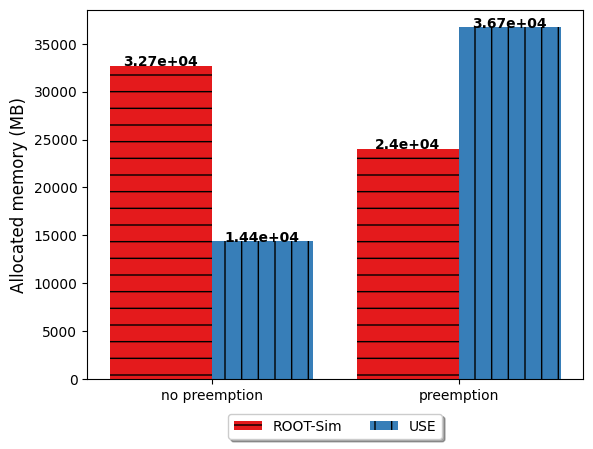 3.67e+04
35000
3.27e+04
30000
25000
2.4e+04
20000
15000
1.44e+04
10000
5000
0
Allocated memory (MB)
no preemption
preemption
ROOT-Sim
USE